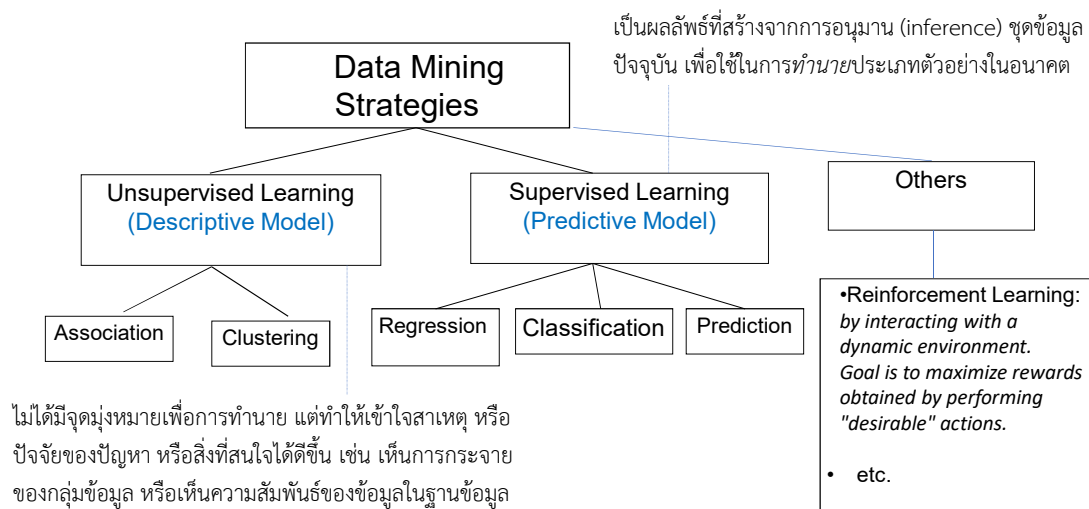 เป็นผลลัพธ์ที่สร้างจากการอนุมาน (inference) ชุดข้อมูล
ปัจจุบัน เพื่อใช้ในการทำนายประเภทตัวอย่างในอนาคต
Data Mining
Strategies
Unsupervised Learning
(Descriptive Model)
Supervised Learning
(Predictive Model)
Others
Association
Clustering
Regression
Classification
Prediction
•Reinforcement Learning:
by interacting with a
dynamic environment.
Goal is to maximize rewards
obtained by performing
"desirable" actions.
• etc.
ไม่ได้มีจุดมุ่งหมายเพื่อการทำนาย แต่ทำให้เข้าใจสาเหตุ หรือ
ปัจจัยของปัญหา หรือสิ่งที่สนใจได้ดีขึ้น เช่น เห็นการกระจาย
ของกลุ่มข้อมูล หรือเห็นความสัมพันธ์ของข้อมูลในฐานข้อมูล